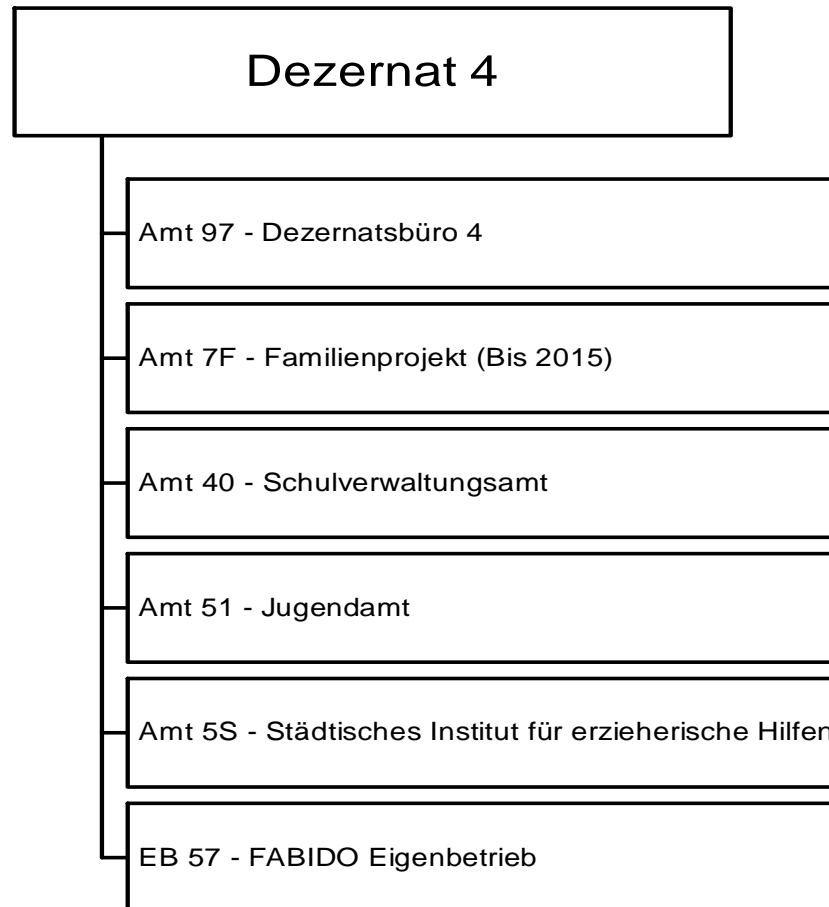 Dezernat 4
Amt 97 - Dezernatsbüro 4
Amt 7F - Familienprojekt (Bis 2015)
Amt 40 - Schulverwaltungsamt
Amt 51 - Jugendamt
Amt 5S - Städtisches Institut für erzieherische Hilfen
EB 57 - FABIDO Eigenbetrieb